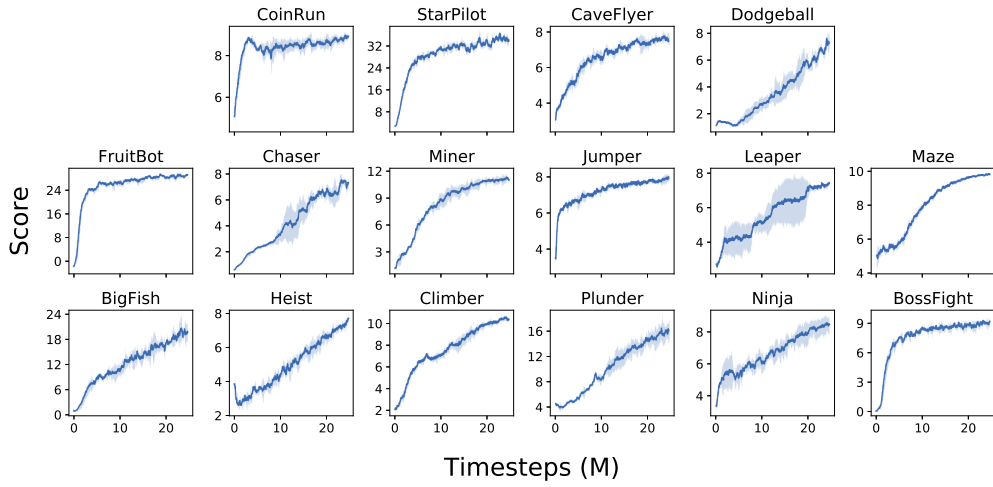 CoinRun StarPilot CaveFlyer Dodgeball
8 6
32 24 16 8
8 6 4
8 6 4 2
0 10 20
FruitBot Chaser Miner Jumper Leaper Maze
24 16 8 0
8 6 4 2
12 9 6 3
8 6 4
8 6 4
10 8 6 4
Score
BigFish Heist Climber Plunder Ninja BossFight
24 18 12 6 0
8 6 4 2
10 8 6 4 2
16 12 8 4
8 6 4
9 6 3 0
0 10 20 0 10 20 0 10 20 0 10 20 0 10 20 0 10 20
Timesteps (M)